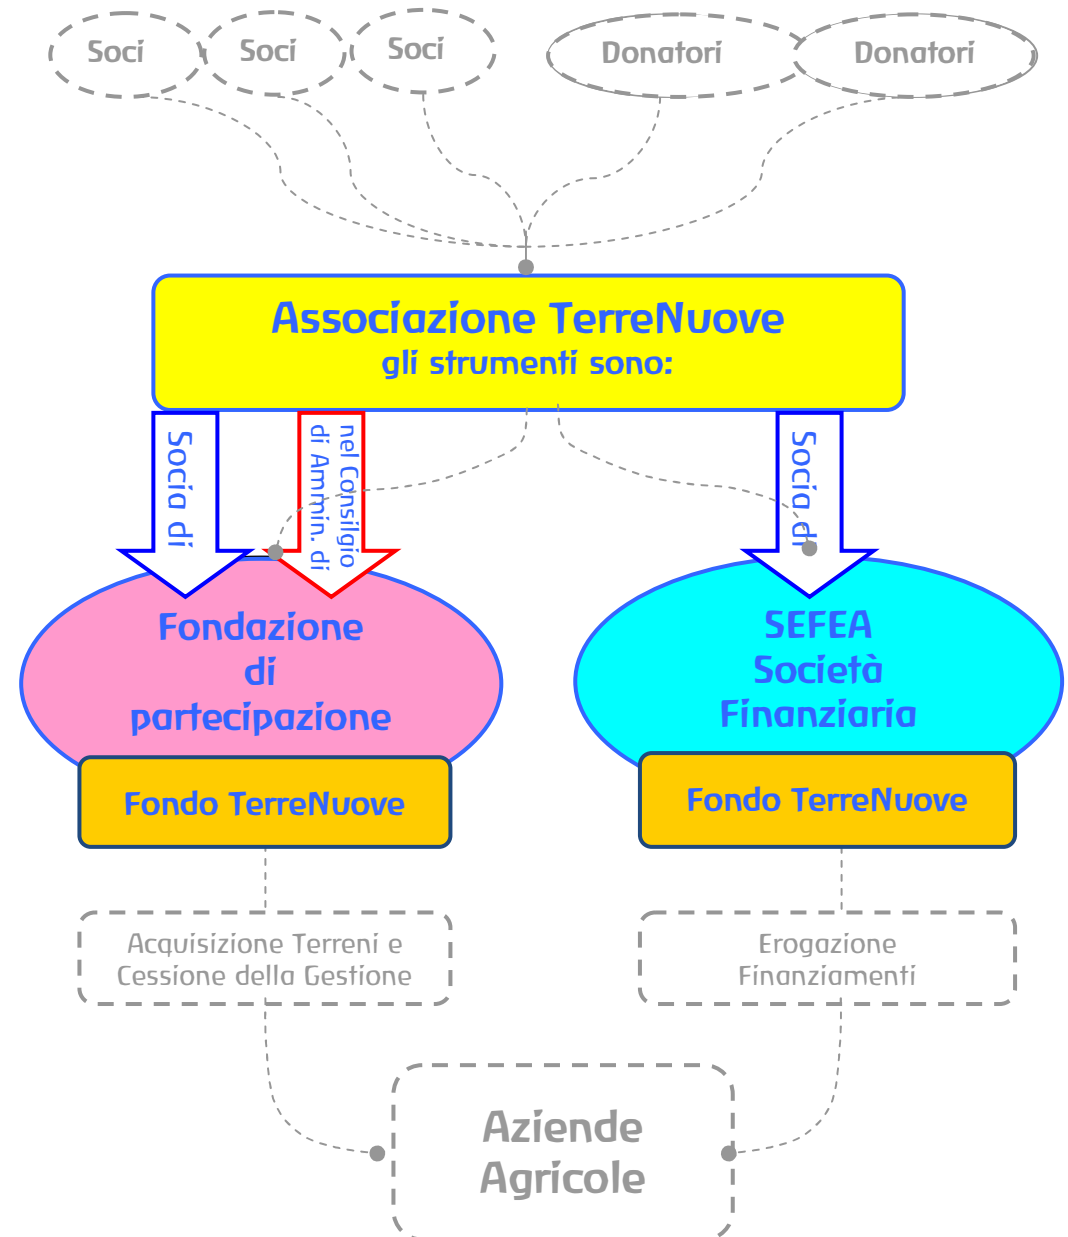 Soci
Soci
Soci
Donatori
Donatori
Associazione TerreNuove
gli strumenti sono:
Socia di
nel Consilgio
di Ammin. di
Socia di
Fondazione
di
partecipazione
SEFEA
Società
Finanziaria
Fondo TerreNuove
Fondo TerreNuove
Acquisizione Terreni e
Cessione della Gestione
Erogazione
Finanziamenti
Aziende
Agricole